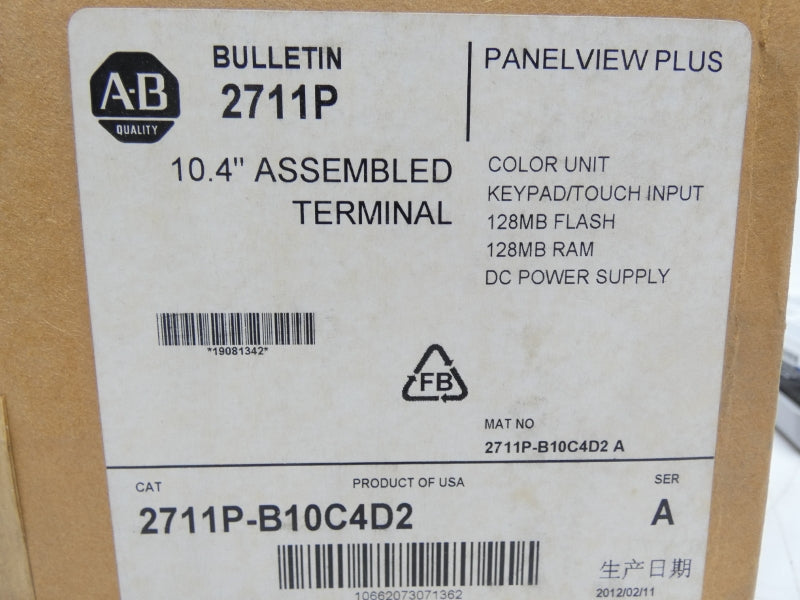 A-B
QUALITY
BULLETIN
2711P
PANELVIEW PLUS
10.4" ASSEMBLED
TERMINAL
COLOR UNIT
KEYPAD/TOUCH INPUT
128MB FLASH
128MB RAM
DC POWER SUPPLY
*19081342*
FB
MAT NO
2711P-B10C4D2 A
CAT
PRODUCT OF USA
SER
2711P-B10C4D2
A
10662073071362
生产日期
2012/02/11